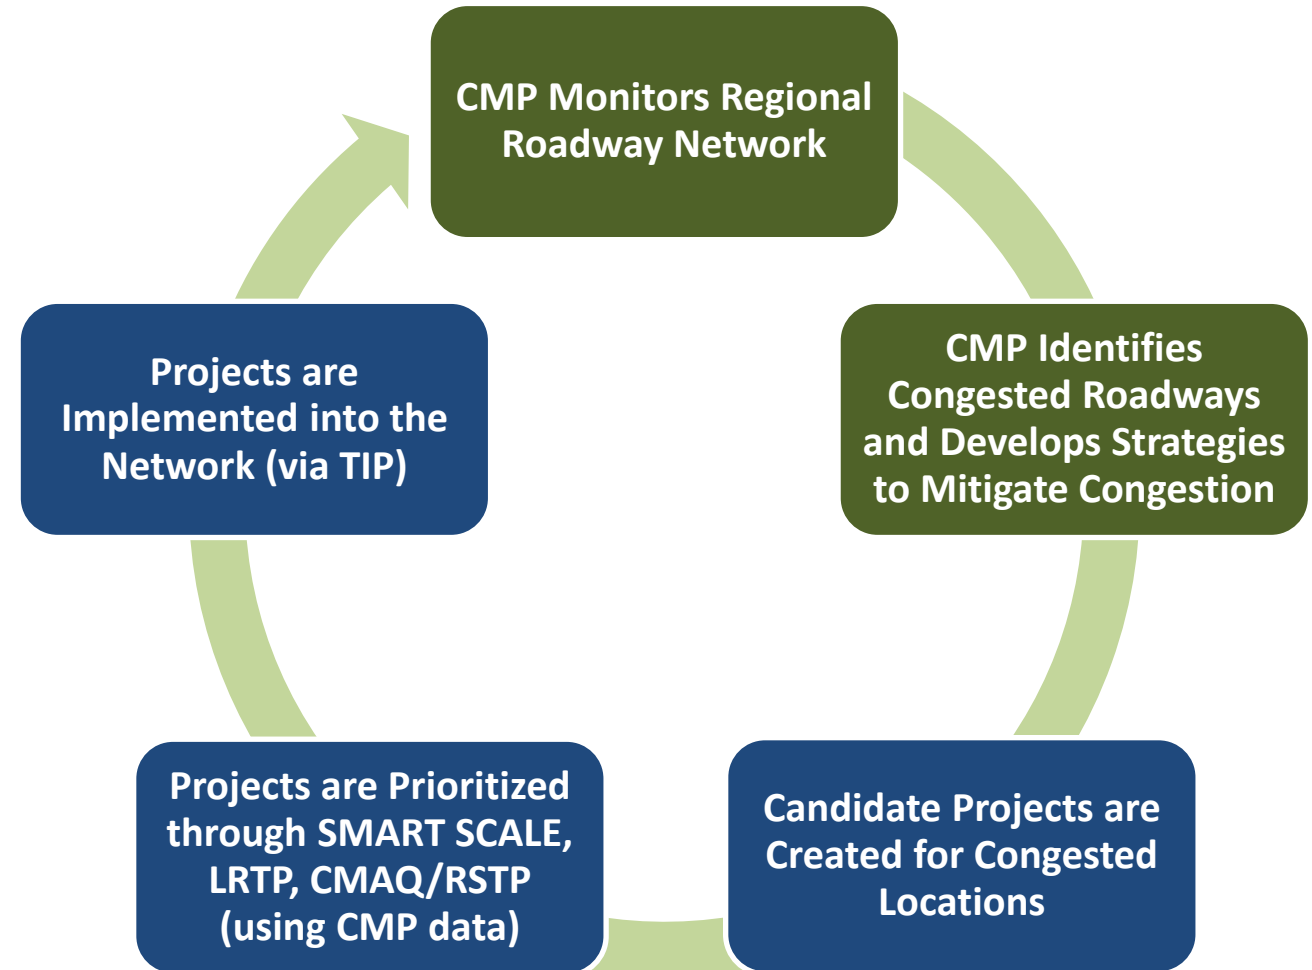 CMP Monitors Regional
Roadway Network
CMP Identifies
Congested Roadways
and Develops Strategies
to Mitigate Congestion
Candidate Projects are
Created for Congested
Locations
Projects are Prioritized
through SMART SCALE,
LRTP, CMAQ/RSTP
(using CMP data)
Projects are
Implemented into the
Network (via TIP)